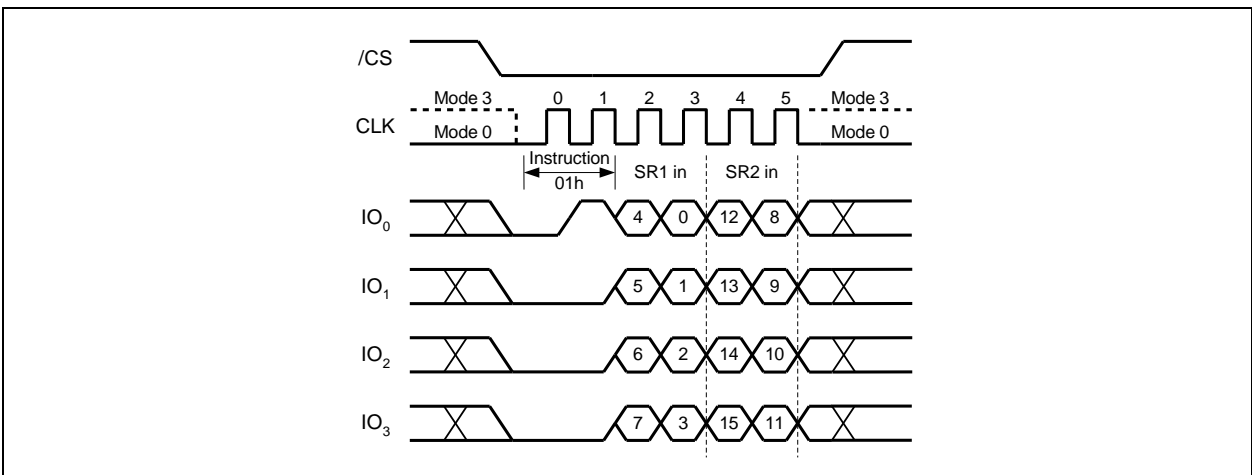 /CS
Mode 3 0 1 2 3 4 5 Mode 3
CLK Mode 0 Mode 0
Instruction
01h SR1 in SR2 in
IO0 4 0 12 8
IO1 5 1 13 9
IO2 6 2 14 10
IO3 7 3 15 11